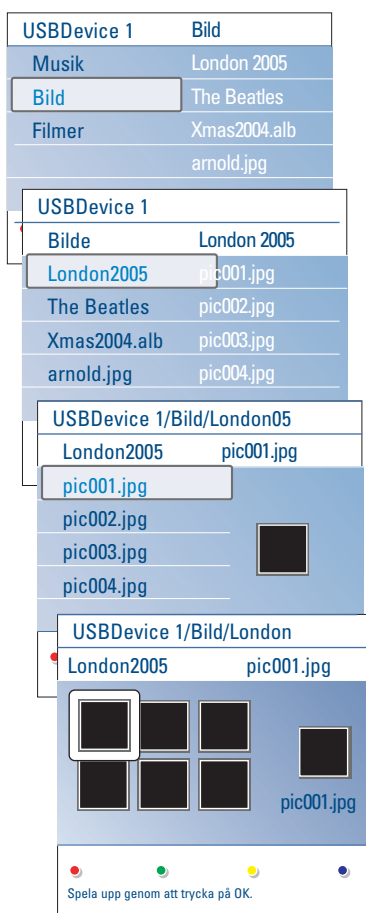 USBDevice 1 Bild
Musik London 2005
Bild The Beatles
Filmer Xmas2004.alb
arnold.jpg
USBDevice 1
Bilde London 2005
London2005 pic001.jpg
The Beatles pic002.jpg
Xmas2004.alb pic003.jpg
arnold.jpg pic004.jpg
USBDevice 1/Bild/London05
London2005 pic001.jpg
pic001.jpg
pic002.jpg
pic003.jpg
pic004.jpg
USBDevice 1/Bild/London
London2005 pic001.jpg
pic001.jpg
Spela upp genom att trycka på OK.